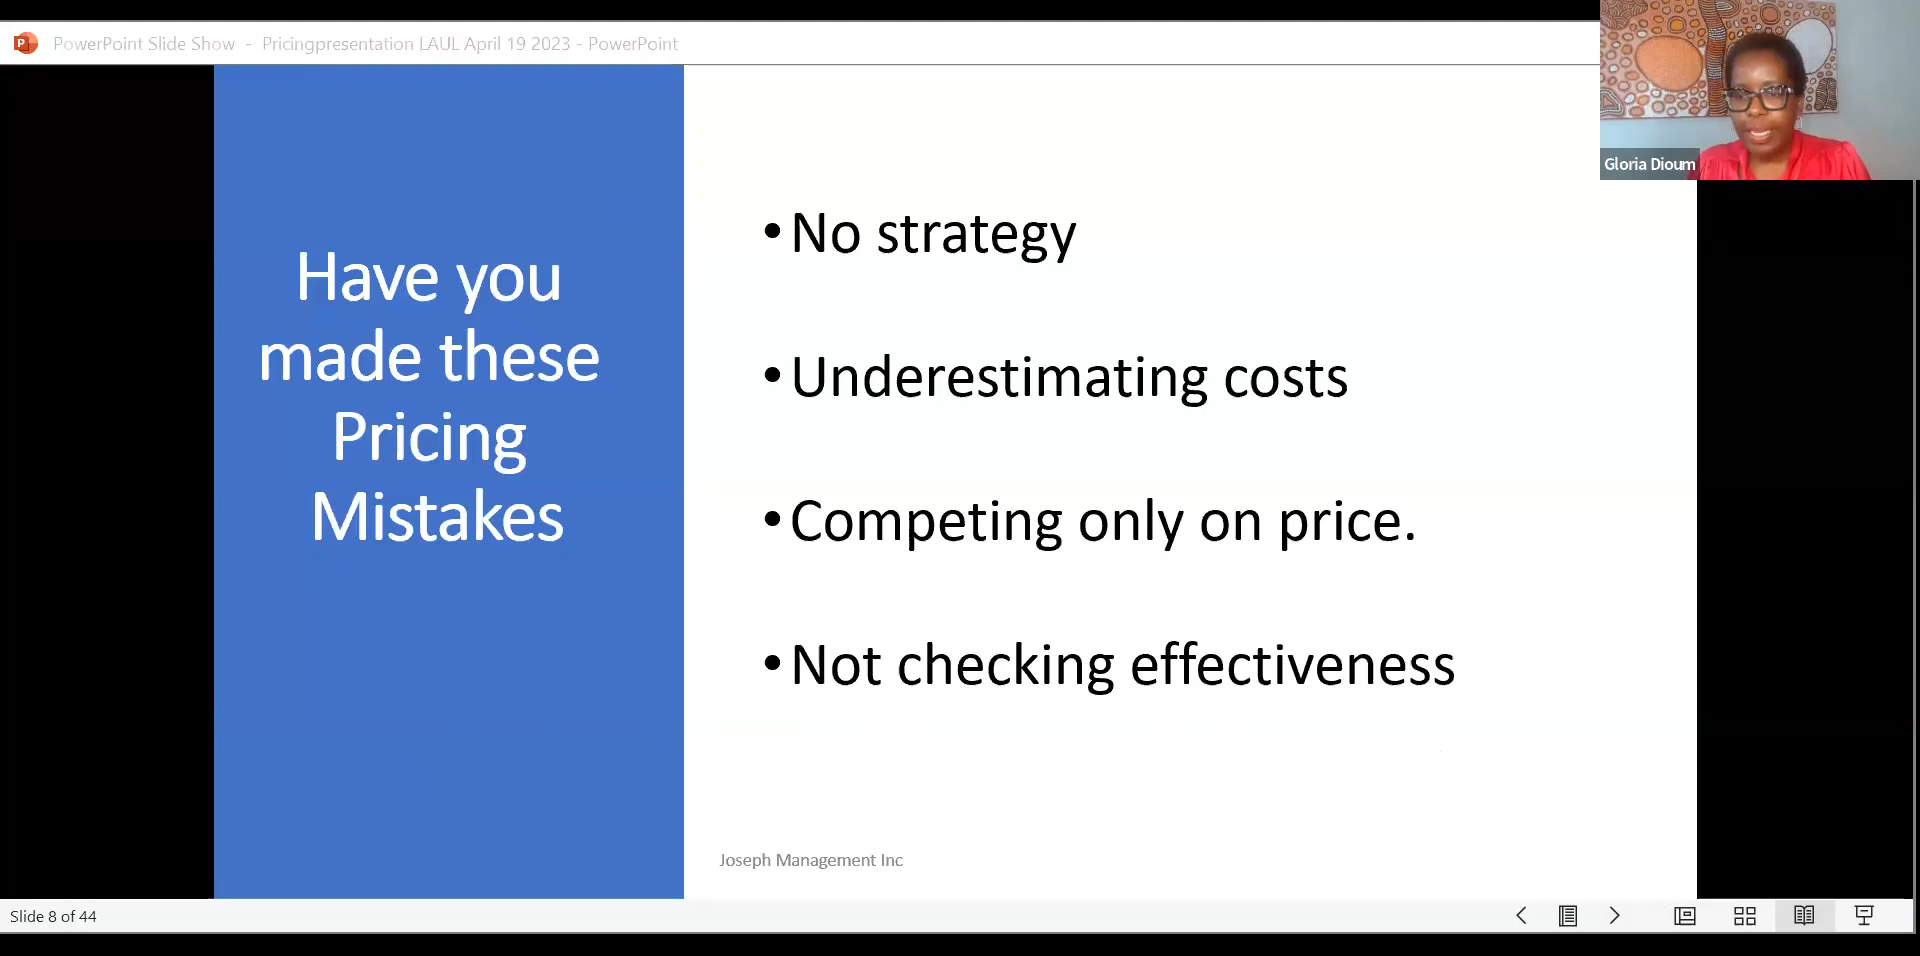 PowerPoint Slide Show - Pricingpresentation LAUL April 19 2023 - PowerPoint
Gloria Dioum
Have you
made these
Pricing
Mistakes
•No strategy
•Underestimating costs
•Competing only on price.
•Not checking effectiveness
Joseph Management Inc
Slide 8 of 44